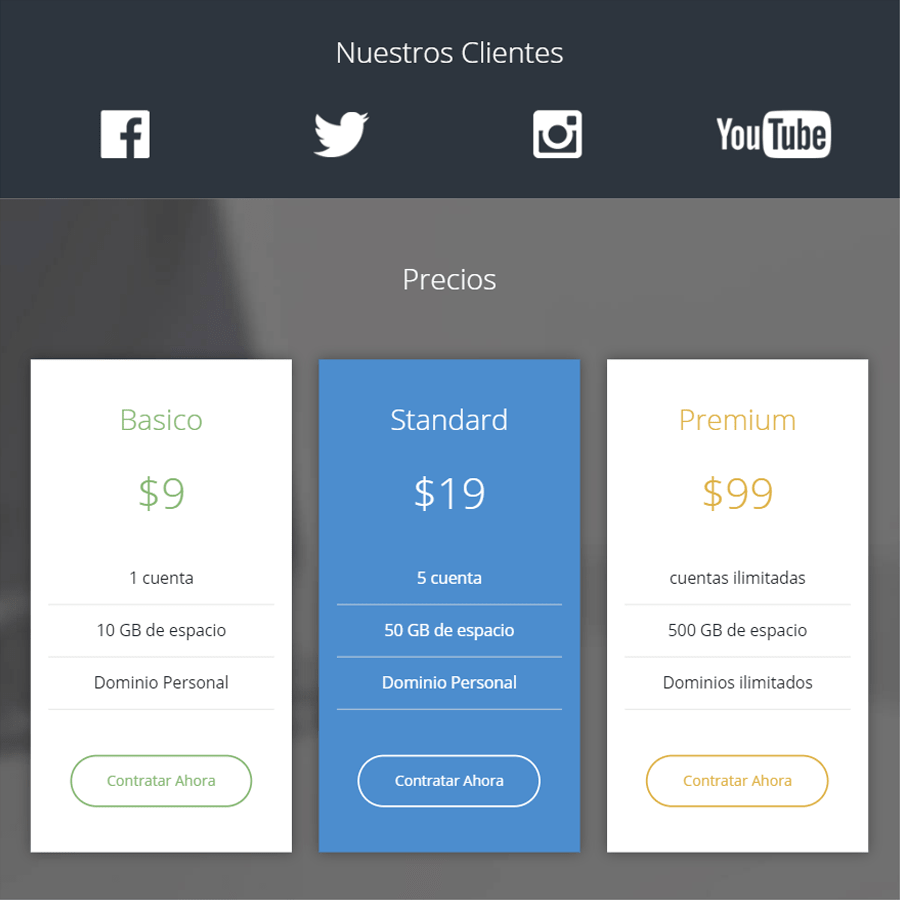 Nuestros Clientes
YouTube
Precios
Basico
$9
1 cuenta
10 GB de espacio
Dominio Personal
Contratar Ahora
Standard
$19
5 cuenta
50 GB de espacio
Dominio Personal
Contratar Ahora
Premium
$99
cuentas ilimitadas
500 GB de espacio
Dominios ilimitados
Contratar Ahora